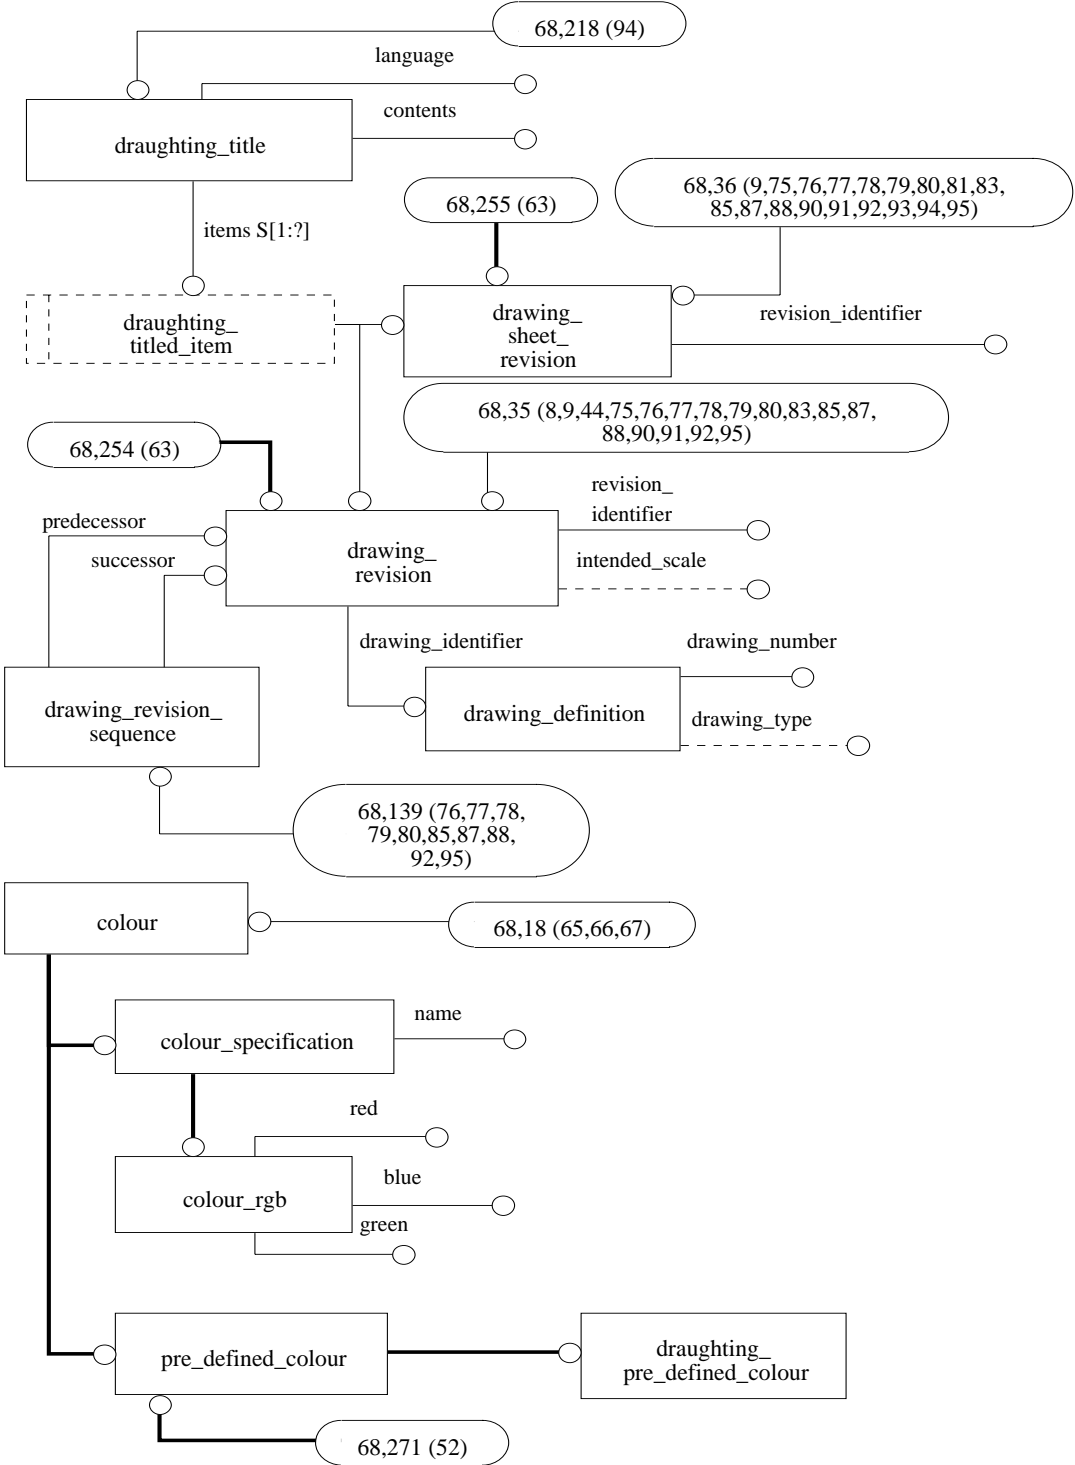 68,218 (94)
language
contents
draughting_title
68,36 (9,75,76,77,78,79,80,81,83,
85,87,88,90,91,92,93,94,95)
68,255 (63)
items S[1:?]
draughting_
titled_item
drawing_
sheet_
revision
revision_identifier
68,35 (8,9,44,75,76,77,78,79,80,83,85,87,
88,90,91,92,95)
68,254 (63)
revision_
identifier
predecessor
successor
drawing_
revision
intended_scale
drawing_identifier
drawing_number
drawing_revision_
sequence
drawing_definition
drawing_type
68,139 (76,77,78,
79,80,85,87,88,
92,95)
colour
68,18 (65,66,67)
name
colour_specification
red
blue
colour_rgb
green
pre_defined_colour
draughting_
pre_defined_colour
68,271 (52)